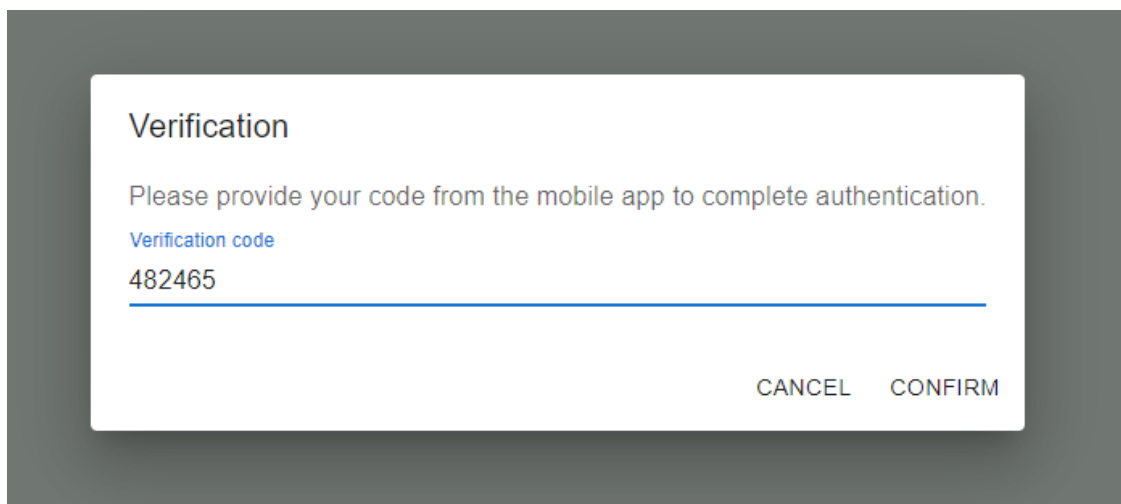 Verification
Please provide your code from the mobile app to complete authentication.
Verification code
482465
CANCEL CONFIRM